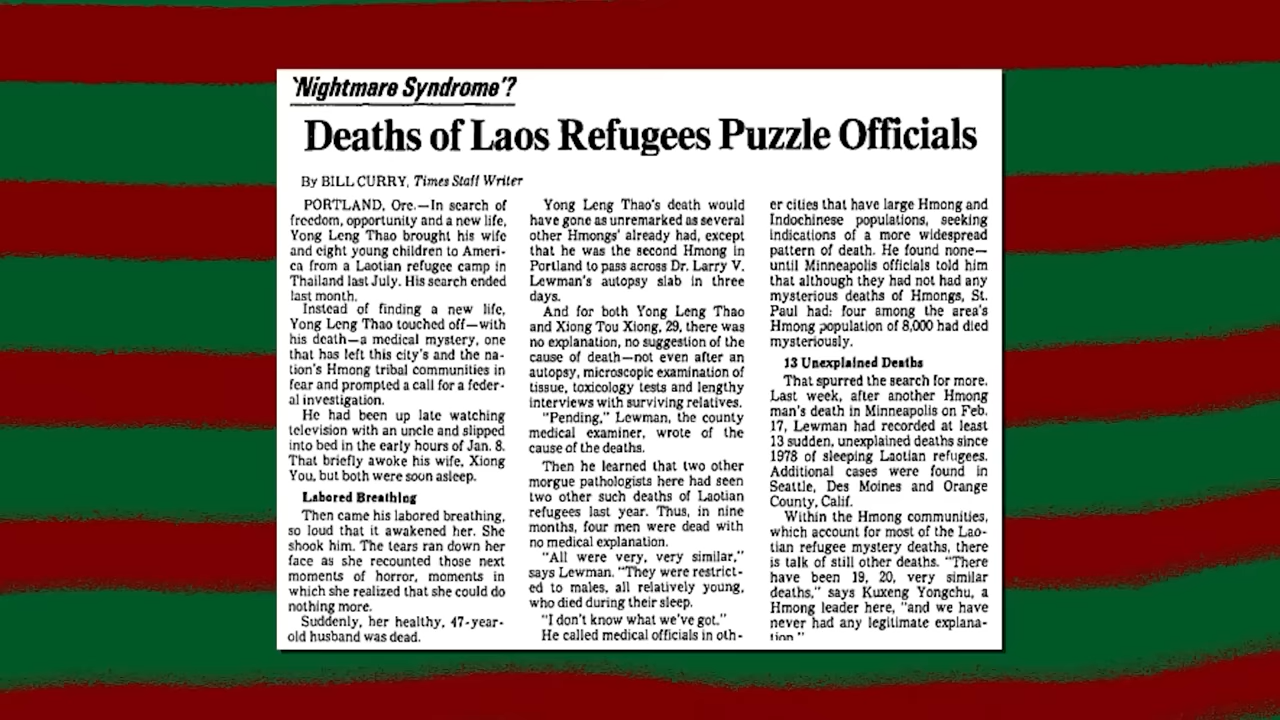 'Nightmare Syndrome'?
Deaths of Laos Refugees Puzzle Officials
By BILL CURRY, Times Staff Writer
PORTLAND, Ore.—In search of
freedom, opportunity and a new life,
Yong Leng Thao brought his wife
and eight young children to Ameri-
ca from a Laotian refugee camp in
Thailand last July. His search ended
last month.
Instead of finding a new life,
Yong Leng Thao touched off—with
his death—a medical mystery, one
that has left this city's and the na-
tion's Hmong tribal communities in
fear and prompted a call for a feder-
al investigation.
He had been up late watching
television with an uncle and slipped
into bed in the early hours of Jan. 8.
That briefly awoke his wife, Xiong
You, but both were soon asleep.
Labored Breathing
Then came his labored breathing,
so loud that it awakened her. She
shook him. The tears ran down her
face as she recounted those next
moments of horror, moments in
which she realized that she could do
nothing more.
Suddenly, her healthy, 47-year-
old husband was dead.
Yong Leng Thao's death would
have gone as unremarked as several
other Hmongs' already had, except
that he was the second Hmong in
Portland to pass across Dr. Larry V.
Lewman's autopsy slab in three
days.
And for both Yong Leng Thao
and Xiong Tou Xiong, 29, there was
no explanation, no suggestion of the
cause of death—not even after an
autopsy, microscopic examination of
tissue, toxicology tests and lengthy
interviews with surviving relatives.
"Pending," Lewman, the county
medical examiner, wrote of the
cause of the deaths.
Then he learned that two other
morgue pathologists here had seen
two other such deaths of Laotian
refugees last year. Thus, in nine
months, four men were dead with
no medical explanation.
"All were very, very similar,"
says Lewman. "They were restrict-
ed to males, all relatively young,
who died during their sleep.
"I don't know what we've got."
He called medical officials in oth-
er cities that have large Hmong and
Indochinese populations, seeking
indications of a more widespread
pattern of death. He found none—
until Minneapolis officials told him
that although they had not had any
mysterious deaths of Hmongs, St.
Paul had: four among the area's
Hmong population of 8,000 had died
mysteriously.
13 Unexplained Deaths
That spurred the search for more.
Last week, after another Hmong
man's death in Minneapolis on Feb.
17, Lewman had recorded at least
13 sudden, unexplained deaths since
1978 of sleeping Laotian refugees.
Additional cases were found in
Seattle, Des Moines and Orange
County, Calif.
Within the Hmong communities,
which account for most of the Lao-
tian refugee mystery deaths, there
is talk of still other deaths. "There
have been 19, 20, very similar
deaths," says Kuxeng Yongchu, a
Hmong leader here, "and we have
never had any legitimate explana-
tion."